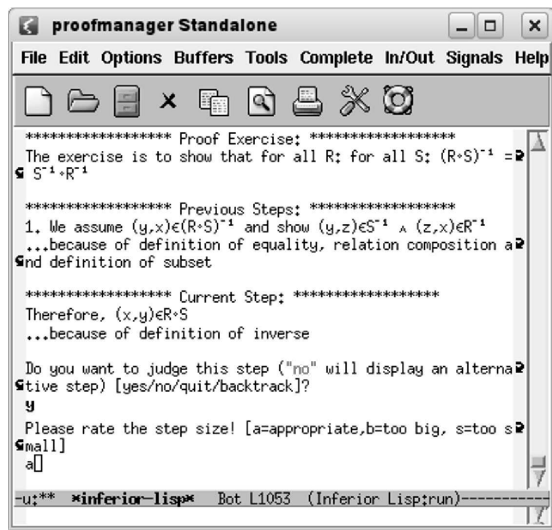 proofmanager Standalone
File Edit Options Buffers Tools Complete In/Out Signals Help
****************** Proof Exercise: ******************
The exercise is to show that for all R: for all S: (R∘S)⁻¹ =
S⁻¹∘R⁻¹
****************** Previous Steps: ******************
1. We assume (y,x)∈(R∘S)⁻¹ and show (y,z)∈S⁻¹ ∧ (z,x)∈R⁻¹
...because of definition of equality, relation composition a
nd definition of subset
****************** Current Step: ******************
Therefore, (x,y)∈R∘S
...because of definition of inverse
Do you want to judge this step ("no" will display an alterna
tive step) [yes/no/quit/backtrack]?
y
Please rate the step size! [a=appropriate,b=too big, s=too s
mall]
a
-u:** *inferior-lisp* Bot L1053 (Inferior Lisp:run)----------